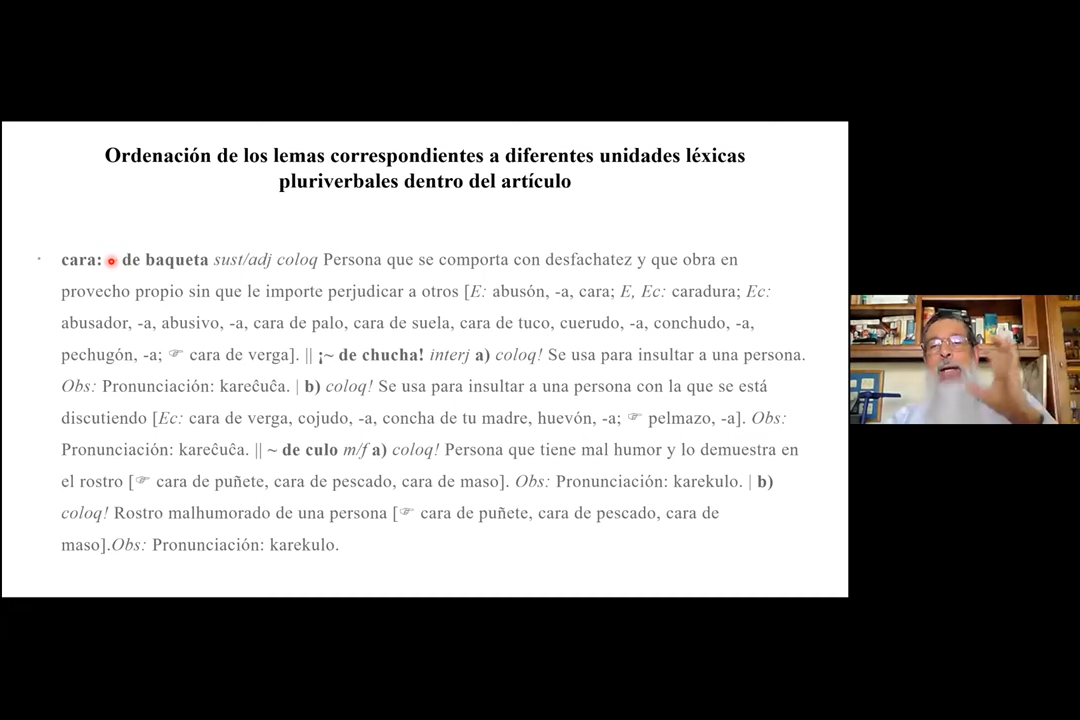 Ordenación de los lemas correspondientes a diferentes unidades léxicas
pluriverbales dentro del artículo
cara: de baqueta sust/adj coloq Persona que se comporta con desfachatez y que obra en
provecho propio sin que le importe perjudicar a otros [E: abusón, -a, cara; E, Ec: caradura; Ec:
abusador, -a, abusivo, -a, cara de palo, cara de suela, cara de tuco, cuerudo, -a, conchudo, -a,
pechugón, -a; ☞ cara de verga]. || ¡~ de chucha! interj a) coloq! Se usa para insultar a una persona.
Obs: Pronunciación: kareĉuĉa. | b) coloq! Se usa para insultar a una persona con la que se está
discutiendo [Ec: cara de verga, cojudo, -a, concha de tu madre, huevón, -a; ☞ pelmazo, -a]. Obs:
Pronunciación: kareĉuĉa. || ~ de culo m/f a) coloq! Persona que tiene mal humor y lo demuestra en
el rostro [☞ cara de puñete, cara de pescado, cara de maso]. Obs: Pronunciación: karekulo. | b)
coloq! Rostro malhumorado de una persona [☞ cara de puñete, cara de pescado, cara de
maso].Obs: Pronunciación: karekulo.